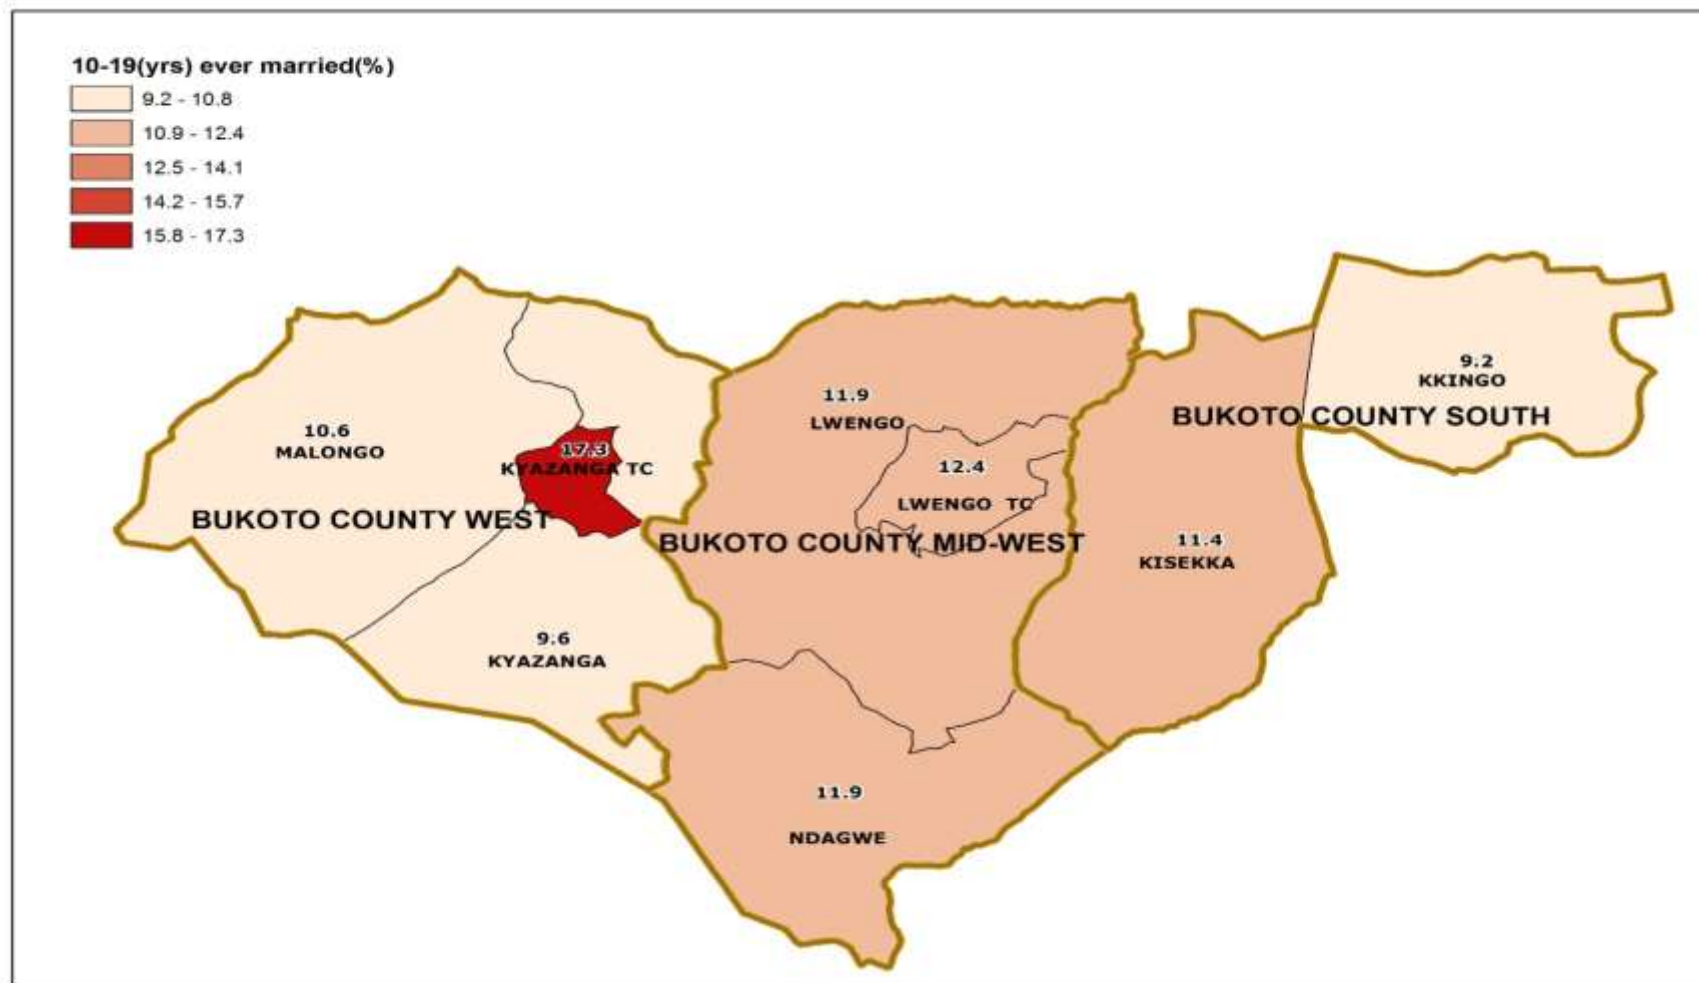 10-19(yrs) ever married(%)
9.2 - 10.8
10.9 - 12.4
12.5 - 14.1
14.2 - 15.7
15.8 - 17.3
9.2
KKINGO
11.9
LWENGO
BUKOTO COUNTY SOUTH
10.6
MALONGO
17.3
KYAZANGA TC
12.4
LWENGO TC
BUKOTO COUNTY WEST
BUKOTO COUNTY MID-WEST
11.4
KISEKKA
9.6
KYAZANGA
11.9
NDAGWE